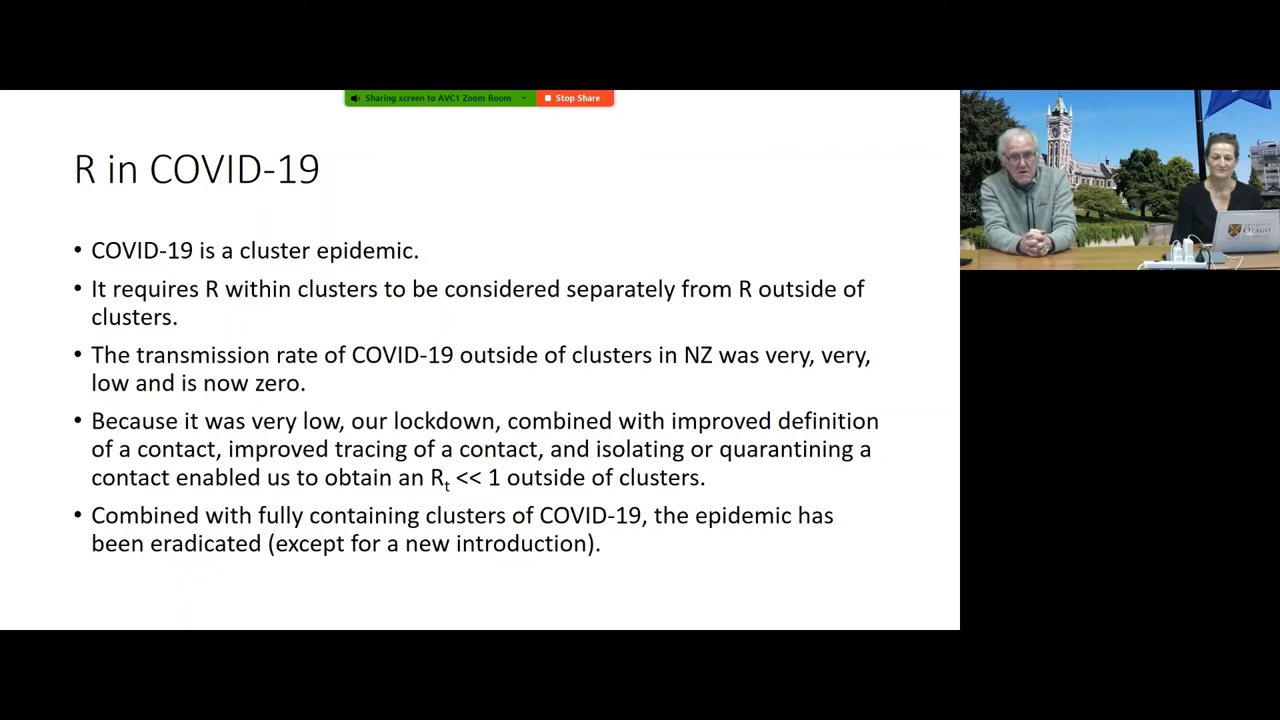 Sharing screen to AVC1 Zoom Room
Stop Share
R in COVID-19
• COVID-19 is a cluster epidemic.
• It requires R within clusters to be considered separately from R outside of
clusters.
• The transmission rate of COVID-19 outside of clusters in NZ was very, very,
low and is now zero.
• Because it was very low, our lockdown, combined with improved definition
of a contact, improved tracing of a contact, and isolating or quarantining a
contact enabled us to obtain an Rt << 1 outside of clusters.
• Combined with fully containing clusters of COVID-19, the epidemic has
been eradicated (except for a new introduction).
OTAGO